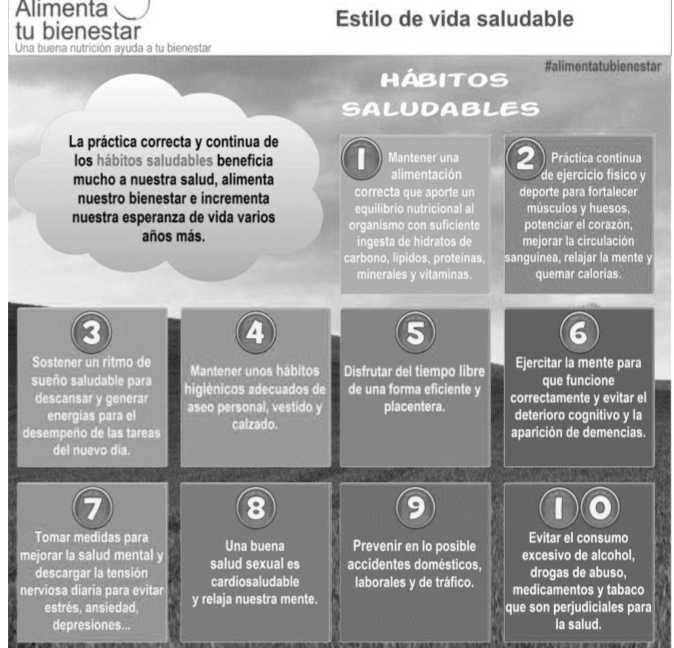 Alimenta
tu bienestar
Una buena nutrición ayuda a tu bienestar
Estilo de vida saludable
#alimentatubienestar
HÁBITOS
SALUDABLES
La práctica correcta y continua de
los hábitos saludables beneficia
mucho a nuestra salud, alimenta
nuestro bienestar e incrementa
nuestra esperanza de vida varios
años más.
1
Mantener una
alimentación
correcta que aporte un
equilibrio nutricional al
organismo con suficiente
ingesta de hidratos de
carbono, lípidos, proteinas,
minerales y vitaminas.
2
Práctica continua
de ejercicio físico y
deporte para fortalecer
músculos y huesos,
potenciar el corazón,
mejorar la circulación
sanguínea, relajar la mente y
quemar calorías.
3
Sostener un ritmo de
sueño saludable para
descansar y generar
energías para el
desempeño de las tareas
del nuevo día.
4
Mantener unos hábitos
higiénicos adecuados de
aseo personal, vestido y
calzado.
5
Disfrutar del tiempo libre
de una forma eficiente y
placentera.
6
Ejercitar la mente para
que funcione
correctamente y evitar el
deterioro cognitivo y la
aparición de demencias.
7
Tomar medidas para
mejorar la salud mental y
descargar la tensión
nerviosa diaria para evitar
estrés, ansiedad,
depresiones...
8
Una buena
salud sexual es
cardiosaludable
y relaja nuestra mente.
9
Prevenir en lo posible
accidentes domésticos,
laborales y de tráfico.
10
Evitar el consumo
excesivo de alcohol,
drogas de abuso,
medicamentos y tabaco
que son perjudiciales para
la salud.